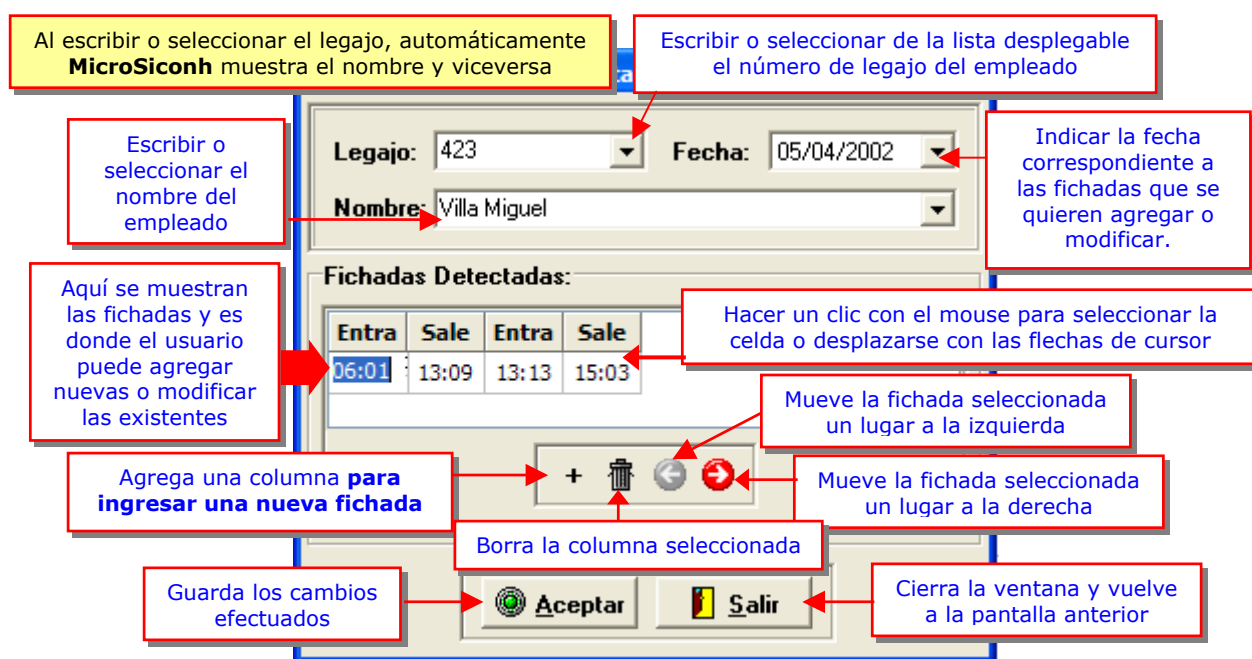 Al escribir o seleccionar el legajo, automáticamente
MicroSiconh muestra el nombre y viceversa
Escribir o seleccionar de la lista desplegable
el número de legajo del empleado
Escribir o
seleccionar el
nombre del
empleado
Legajo: 423
Fecha: 05/04/2002
Nombre: Villa Miguel
Indicar la fecha
correspondiente a
las fichadas que se
quieren agregar o
modificar.
Aquí se muestran
las fichadas y es
donde el usuario
puede agregar
nuevas o modificar
las existentes
Fichadas Detectadas:
Entra Sale Entra Sale
06:01 13:09 13:13 15:03
Hacer un clic con el mouse para seleccionar la
celda o desplazarse con las flechas de cursor
Mueve la fichada seleccionada
un lugar a la izquierda
Agrega una columna para
ingresar una nueva fichada
+
Mueve la fichada seleccionada
un lugar a la derecha
Borra la columna seleccionada
Guarda los cambios
efectuados
Aceptar
Salir
Cierra la ventana y vuelve
a la pantalla anterior